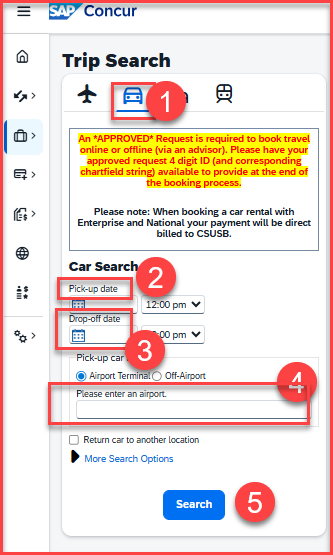 SAP Concur
Trip Search
1
An *APPROVED* Request is required to book travel
online or offline (via an advisor). Please have your
approved request 4 digit ID (and corresponding
chartfield string) available to provide at the end of
the booking process.
Please note: When booking a car rental with
Enterprise and National your payment will be direct
billed to CSUSB.
Car Search
2
Pick-up date
12:00 pm
Drop-off date
3
:00 pm
Pick-up car
4
Airport Terminal
Off-Airport
Please enter an airport.
Return car to another location
More Search Options
Search
5